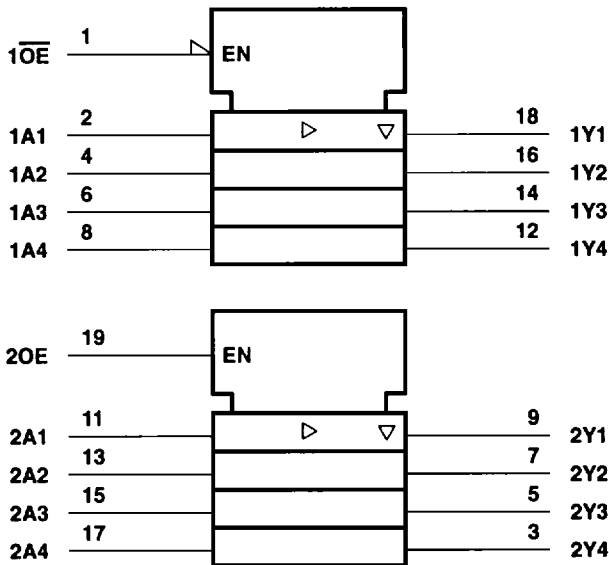 1O̅E̅ 1 EN
1A1 2 18 1Y1
1A2 4 16 1Y2
1A3 6 14 1Y3
1A4 8 12 1Y4
2OE 19 EN
2A1 11 9 2Y1
2A2 13 7 2Y2
2A3 15 5 2Y3
2A4 17 3 2Y4